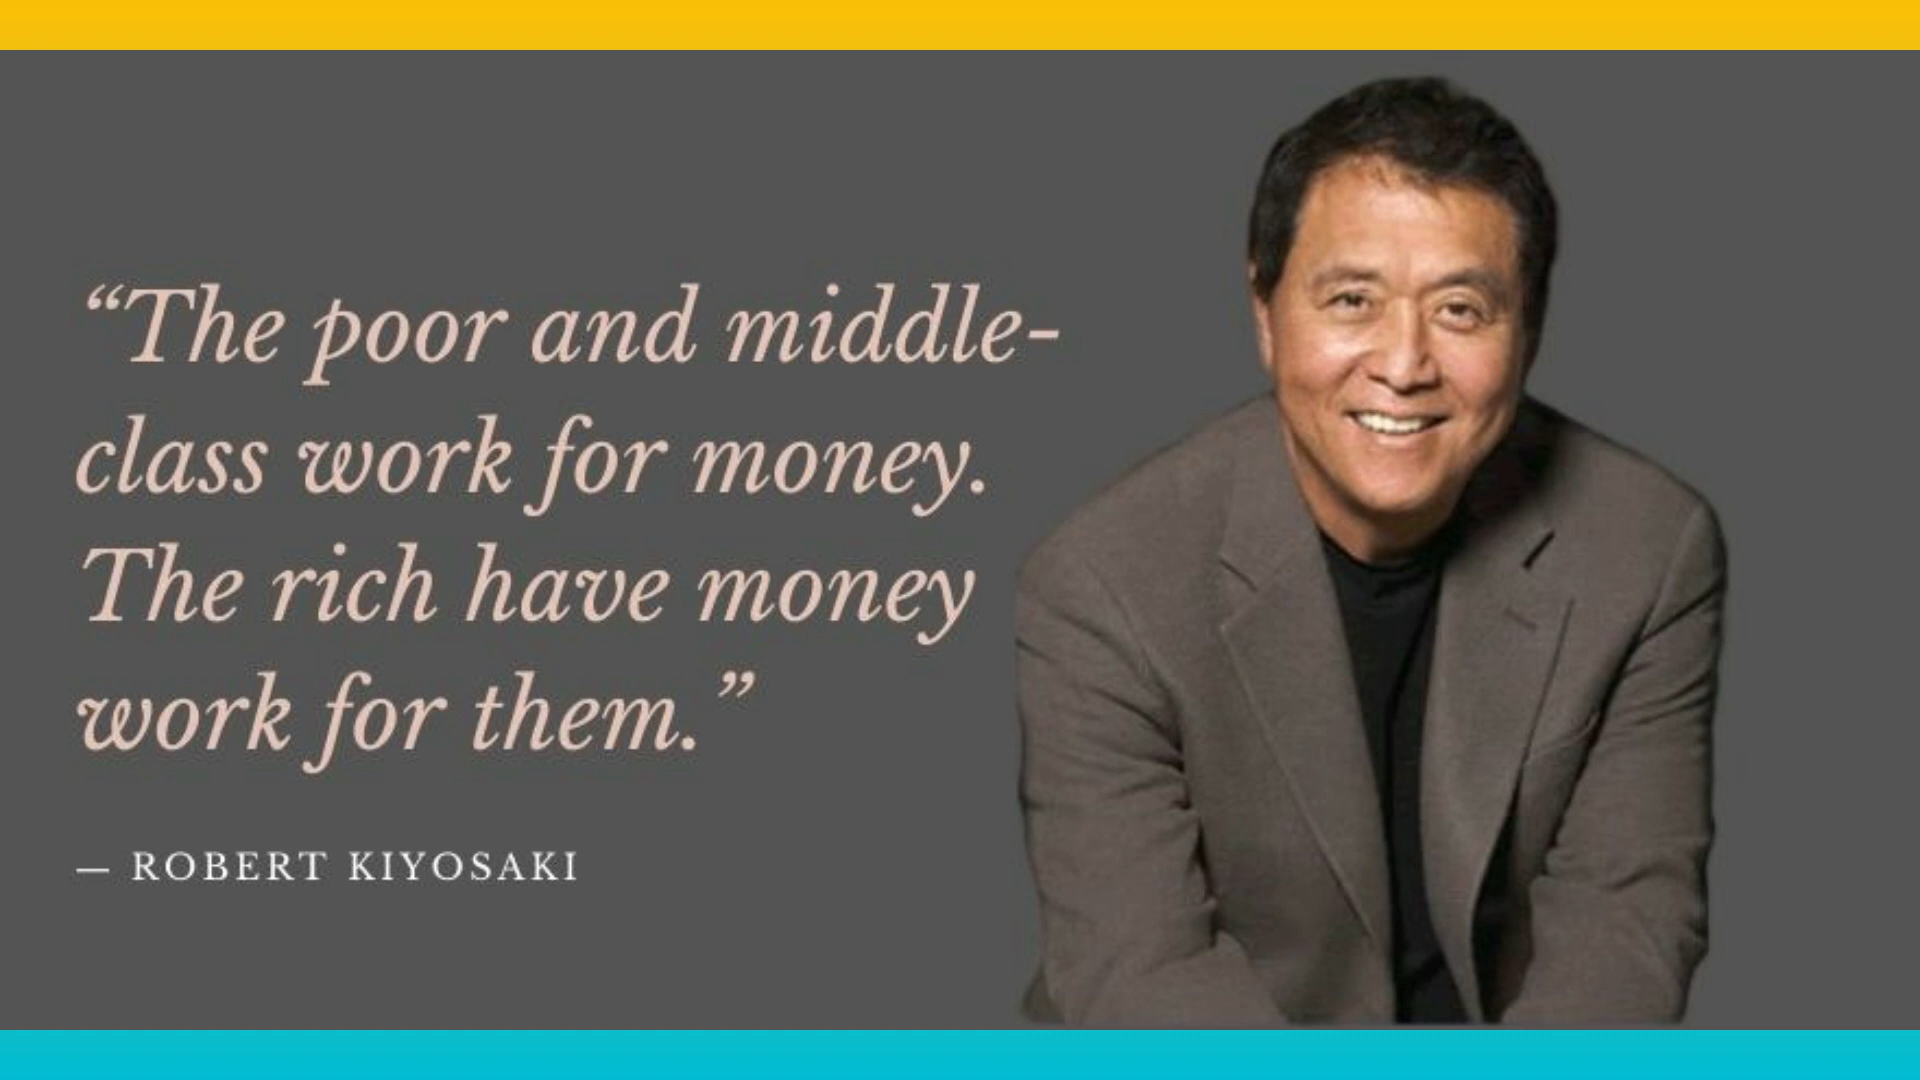 “The poor and middle-
class work for money.
The rich have money
work for them.”
— ROBERT KIYOSAKI